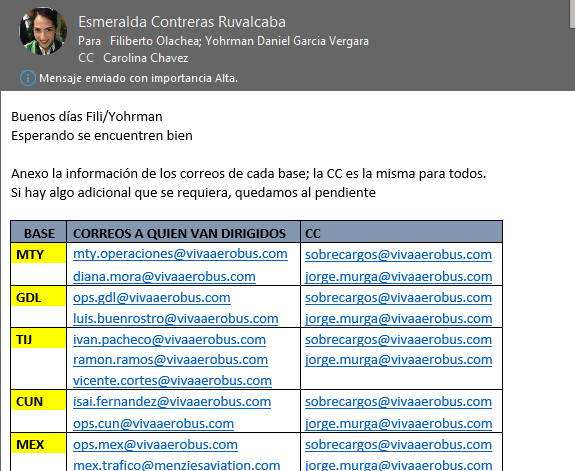 Esmeralda Contreras Ruvalcaba
Para Filiberto Olachea; Yohrman Daniel Garcia Vergara
CC Carolina Chavez
Mensaje enviado con importancia Alta.
Buenos días Fili/Yohrman
Esperando se encuentren bien
Anexo la información de los correos de cada base; la CC es la misma para todos.
Si hay algo adicional que se requiera, quedamos al pendiente
BASE CORREOS A QUIEN VAN DIRIGIDOS CC
MTY mty.operaciones@vivaaerobus.com sobrecargos@vivaaerobus.com
diana.mora@vivaaerobus.com jorge.murga@vivaaerobus.com
GDL ops.gdl@vivaaerobus.com sobrecargos@vivaaerobus.com
luis.buenrostro@vivaaerobus.com jorge.murga@vivaaerobus.com
TIJ ivan.pacheco@vivaaerobus.com sobrecargos@vivaaerobus.com
ramon.ramos@vivaaerobus.com jorge.murga@vivaaerobus.com
vicente.cortes@vivaaerobus.com
CUN isai.fernandez@vivaaerobus.com sobrecargos@vivaaerobus.com
ops.cun@vivaaerobus.com jorge.murga@vivaaerobus.com
MEX ops.mex@vivaaerobus.com sobrecargos@vivaaerobus.com
mex.trafico@menziesaviation.com jorge.murga@vivaaerobus.com